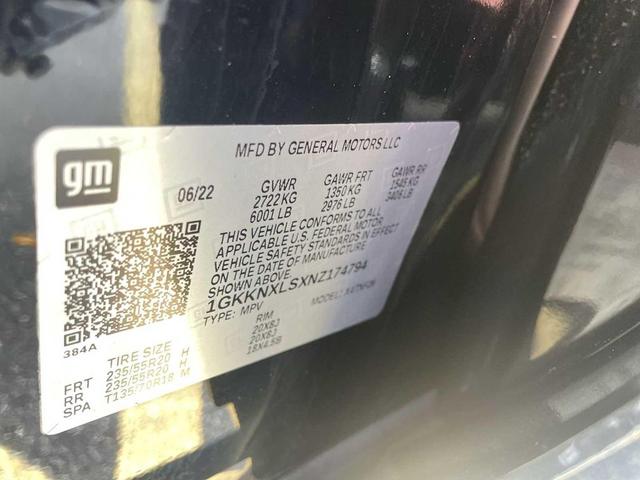 MFD BY GENERAL MOTORS LLC
gm
06/22
GVWR
2722 KG
6001 LB
GAWR FRT
1350 KG
2976 LB
GAWR RR
1545 KG
3406 LB
THIS VEHICLE CONFORMS TO ALL
APPLICABLE U.S. FEDERAL MOTOR
VEHICLE SAFETY STANDARDS IN EFFECT
ON THE DATE OF MANUFACTURE
SHOWN ABOVE.
1GKKNXLSXNZ174794
TYPE: MPV
MODEL:
384A
TIRE SIZE
RIM
FRT 235/55R20 H 20X8J
RR 235/55R20 H 20X8J
SPA T135/70R18 M 18X4.5B